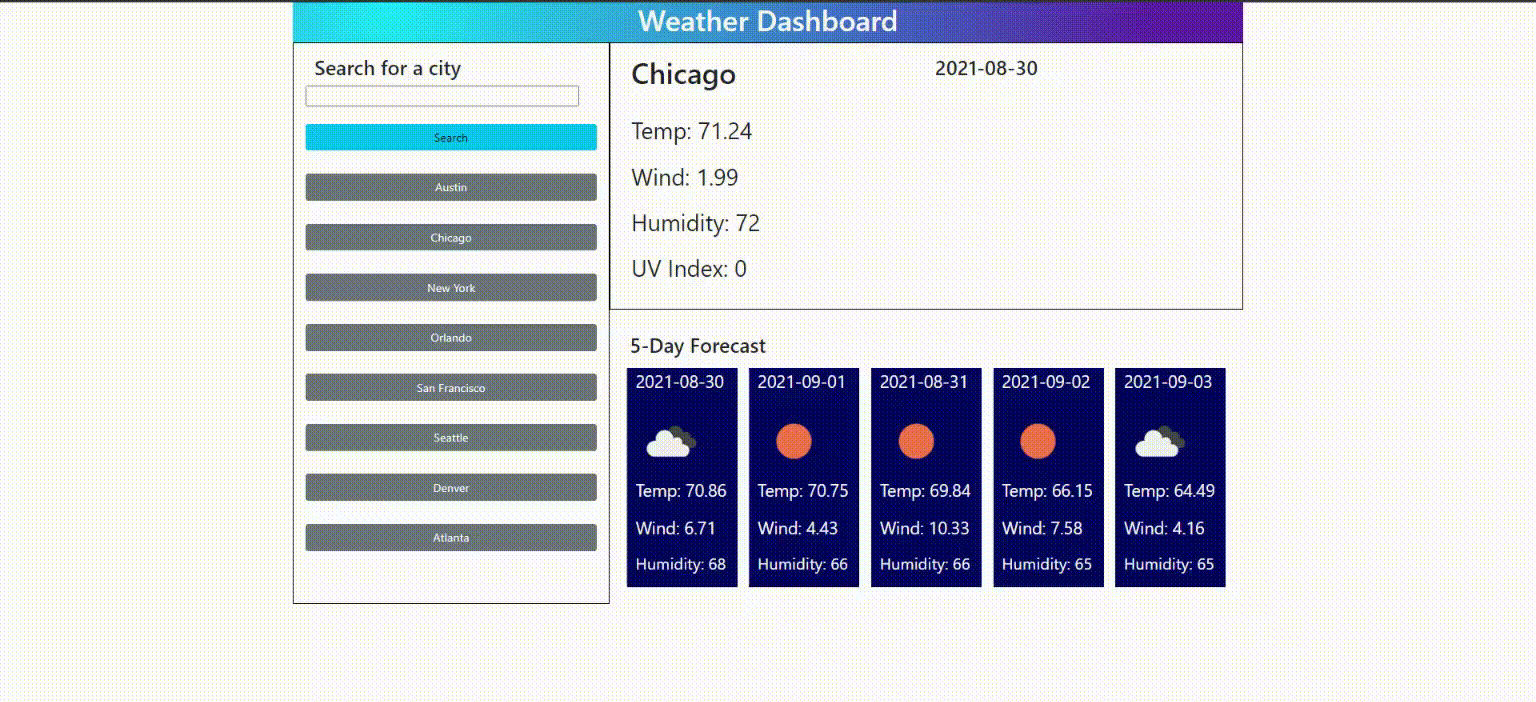 Weather Dashboard
Search for a city
Search
Austin
Chicago
New York
Orlando
San Francisco
Seattle
Denver
Atlanta
Chicago
2021-08-30
Temp: 71.24
Wind: 1.99
Humidity: 72
UV Index: 0
5-Day Forecast
2021-08-30
Temp: 70.86
Wind: 6.71
Humidity: 68
2021-09-01
Temp: 70.75
Wind: 4.43
Humidity: 66
2021-08-31
Temp: 69.84
Wind: 10.33
Humidity: 66
2021-09-02
Temp: 66.15
Wind: 7.58
Humidity: 65
2021-09-03
Temp: 64.49
Wind: 4.16
Humidity: 65